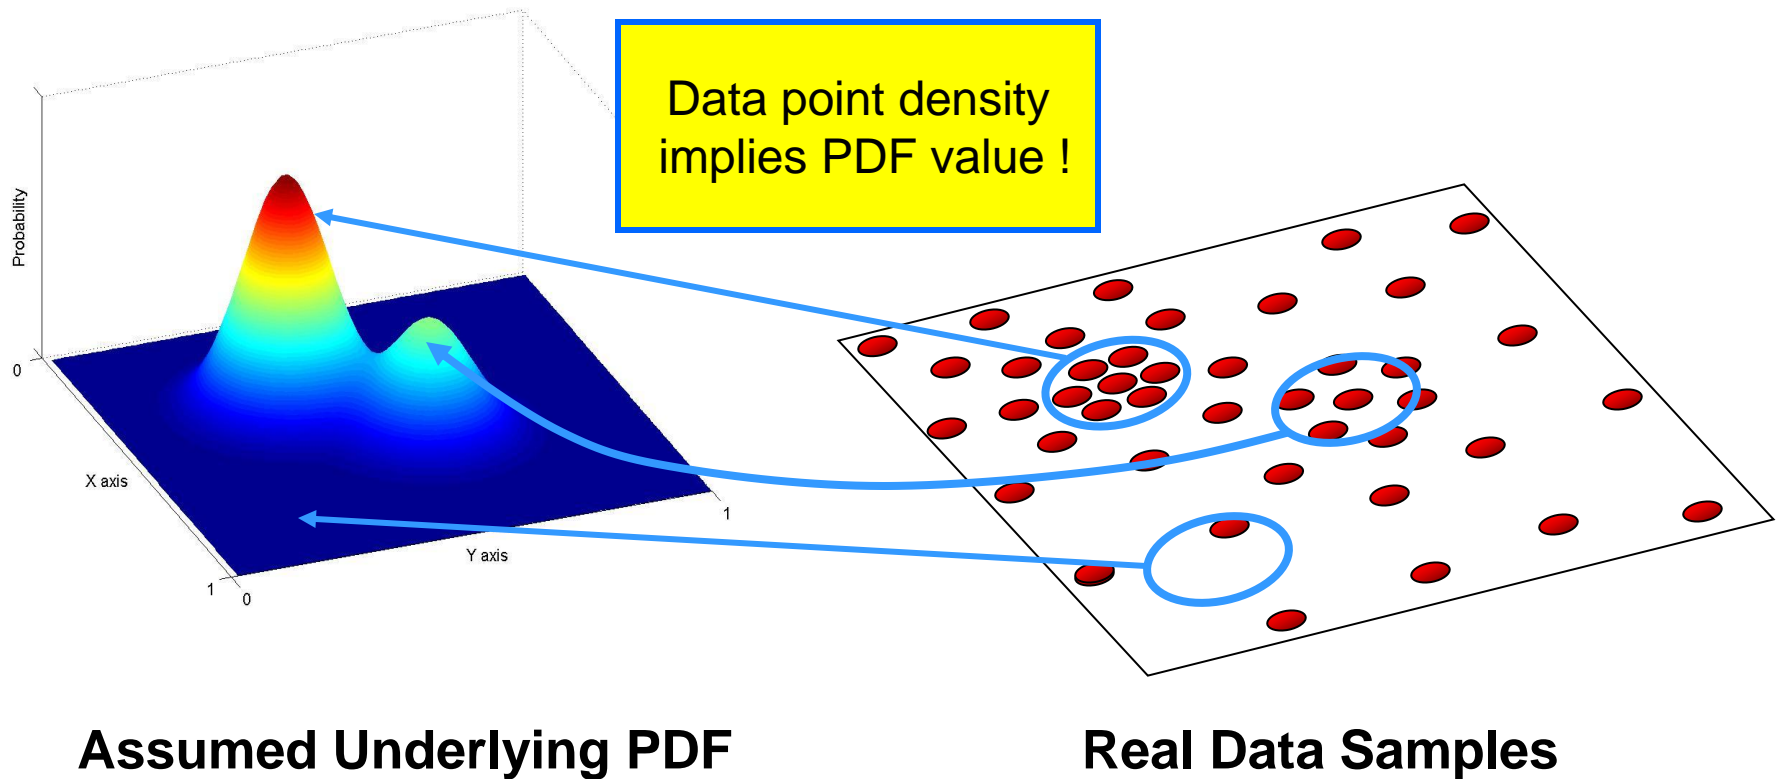 Data point density
implies PDF value !
Probability
0
X axis
1
0
Y axis
1
Assumed Underlying PDF
Real Data Samples